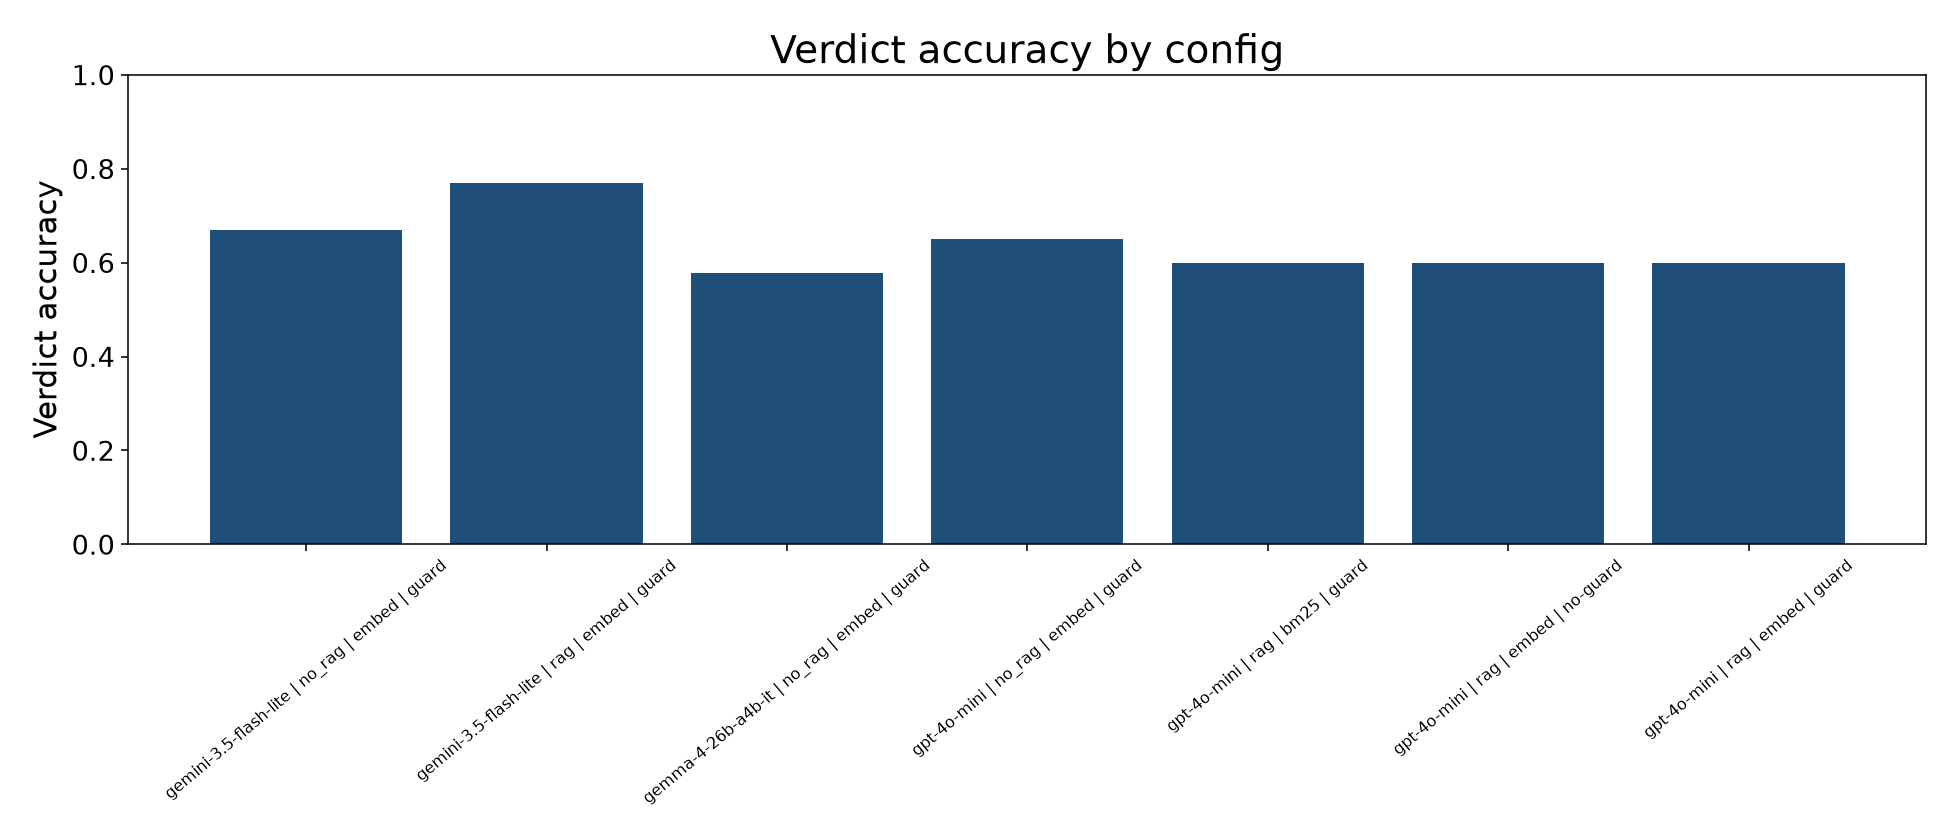 Verdict accuracy by config
Verdict accuracy
1.0
0.8
0.6
0.4
0.2
0.0
gemini-3.5-flash-lite | no_rag | embed | guard
gemini-3.5-flash-lite | rag | embed | guard
gemma-4-26b-a4b-it | no_rag | embed | guard
gpt-4o-mini | no_rag | embed | guard
gpt-4o-mini | rag | bm25 | guard
gpt-4o-mini | rag | embed | no-guard
gpt-4o-mini | rag | embed | guard